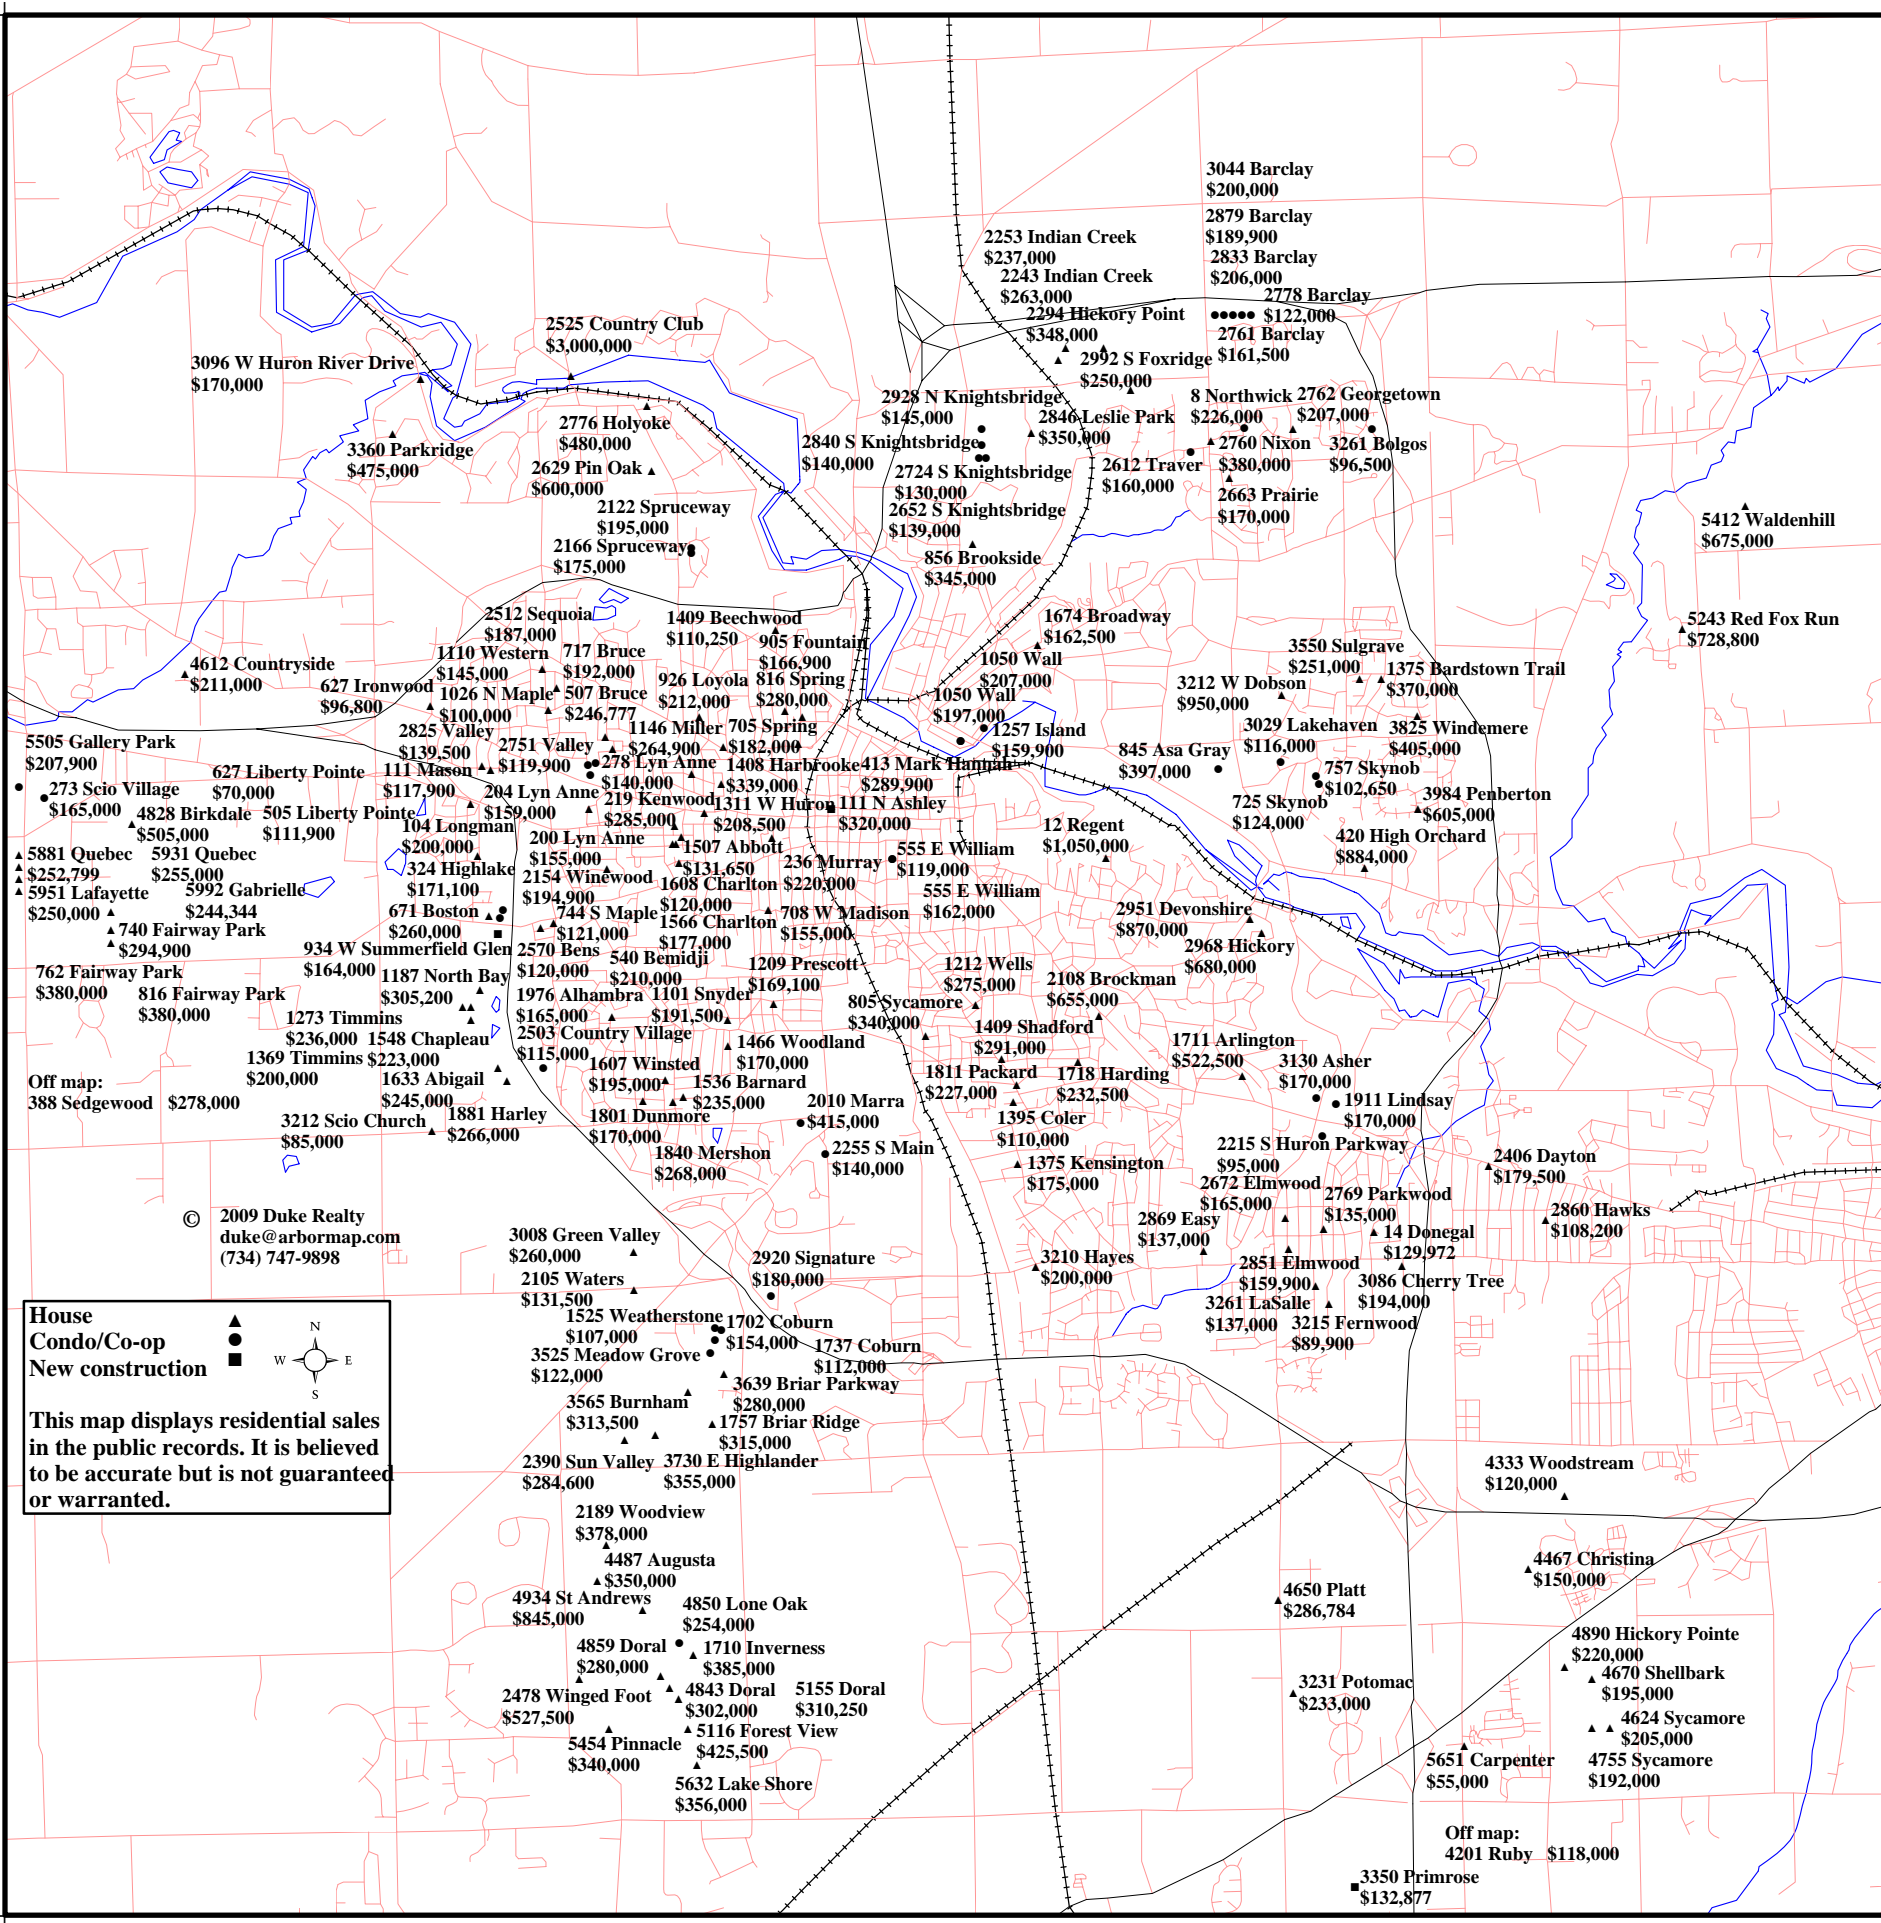 3044 Barclay
$200,000
2879 Barclay
$189,900
2253 Indian Creek
$237,000
2833 Barclay
$206,000
2243 Indian Creek
$263,000
2778 Barclay
$122,000
2294 Hickory Point
$348,000
2761 Barclay
$161,500
2525 Country Club
$3,000,000
2992 S Foxridge
$250,000
3096 W Huron River Drive
$170,000
2928 N Knightsbridge
$145,000
8 Northwick
$226,000
2762 Georgetown
$207,000
2776 Holyoke
$480,000
2846 Leslie Park
$350,000
2840 S Knightsbridge
$140,000
2760 Nixon
$380,000
3261 Bolgos
$96,500
3360 Parkridge
$475,000
2629 Pin Oak
$600,000
2724 S Knightsbridge
$130,000
2612 Traver
$160,000
2663 Prairie
$170,000
2122 Spruceway
$195,000
2652 S Knightsbridge
$139,000
5412 Waldenhill
$675,000
2166 Spruceway
$175,000
856 Brookside
$345,000
2512 Sequoia
$187,000
1409 Beechwood
$110,250
1674 Broadway
$162,500
5243 Red Fox Run
$728,800
905 Fountain
$166,900
3550 Sulgrave
$251,000
1110 Western
$145,000
717 Bruce
$192,000
4612 Countryside
$211,000
1050 Wall
$207,000
1375 Bardstown Trail
$370,000
926 Loyola
$212,000
816 Spring
$280,000
627 Ironwood
$96,800
3212 W Dobson
$950,000
1026 N Maple
$100,000
507 Bruce
$246,777
1050 Wall
$197,000
2825 Valley
$139,500
1146 Miller
$264,900
705 Spring
$182,000
1257 Island
$159,900
3029 Lakehaven
$116,000
3825 Windemere
$405,000
5505 Gallery Park
$207,900
2751 Valley
$119,900
845 Asa Gray
$397,000
278 Lyn Anne
$140,000
1408 Harbrooke
$339,000
413 Mark Hannah
$289,900
757 Skynob
$102,650
627 Liberty Pointe
$70,000
111 Mason
$117,900
273 Scio Village
$165,000
204 Lyn Anne
$159,000
219 Kenwood
$285,000
1311 W Huron
$208,500
111 N Ashley
$320,000
725 Skynob
$124,000
3984 Penberton
$605,000
4828 Birkdale
$505,000
505 Liberty Pointe
$111,900
104 Longman
$200,000
12 Regent
$1,050,000
420 High Orchard
$884,000
200 Lyn Anne
$155,000
1507 Abbott
$131,650
5881 Quebec
$252,799
5931 Quebec
$255,000
236 Murray
$220,000
555 E William
$119,000
324 Highlake
$171,100
2154 Winewood
$194,900
1608 Charlton
$120,000
5951 Lafayette
$250,000
5992 Gabrielle
$244,344
555 E William
$162,000
671 Boston
$260,000
744 S Maple
$121,000
1566 Charlton
$177,000
708 W Madison
$155,000
2951 Devonshire
$870,000
740 Fairway Park
$294,900
934 W Summerfield Glen
$164,000
2570 Bens
$120,000
540 Bemidji
$210,000
2968 Hickory
$680,000
762 Fairway Park
$380,000
1187 North Bay
$305,200
1209 Prescott
$169,100
1212 Wells
$275,000
2108 Brockman
$655,000
816 Fairway Park
$380,000
1976 Alhambra
$165,000
1101 Snyder
$191,500
805 Sycamore
$340,000
1273 Timmins
$236,000
1548 Chapleau
$223,000
2503 Country Village
$115,000
1466 Woodland
$170,000
1409 Shadford
$291,000
1711 Arlington
$522,500
1369 Timmins
$200,000
1607 Winsted
$195,000
3130 Asher
$170,000
Off map:
388 Sedgewood $278,000
1633 Abigail
$245,000
1536 Barnard
$235,000
1811 Packard
$227,000
1718 Harding
$232,500
2010 Marra
$415,000
1911 Lindsay
$170,000
3212 Scio Church
$85,000
1881 Harley
$266,000
1801 Dunmore
$170,000
1395 Coler
$110,000
2215 S Huron Parkway
$95,000
1840 Mershon
$268,000
2255 S Main
$140,000
1375 Kensington
$175,000
2406 Dayton
$179,500
2672 Elmwood
$165,000
2769 Parkwood
$135,000
© 2009 Duke Realty
duke@arbormap.com
(734) 747-9898
2869 Easy
$137,000
2860 Hawks
$108,200
3008 Green Valley
$260,000
14 Donegal
$129,972
2920 Signature
$180,000
3210 Hayes
$200,000
2851 Elmwood
$159,900
2105 Waters
$131,500
3086 Cherry Tree
$194,000
3261 LaSalle
$137,000
1525 Weatherstone
$107,000
1702 Coburn
$154,000
3215 Fernwood
$89,900
1737 Coburn
$112,000
3525 Meadow Grove
$122,000
House
Condo/Co-op
New construction
N
W E
S
This map displays residential sales
in the public records. It is believed
to be accurate but is not guaranteed
or warranted.
3639 Briar Parkway
$280,000
3565 Burnham
$313,500
1757 Briar Ridge
$315,000
2390 Sun Valley
$284,600
3730 E Highlander
$355,000
4333 Woodstream
$120,000
2189 Woodview
$378,000
4487 Augusta
$350,000
4467 Christina
$150,000
4934 St Andrews
$845,000
4850 Lone Oak
$254,000
4650 Platt
$286,784
4859 Doral
$280,000
1710 Inverness
$385,000
4890 Hickory Pointe
$220,000
4670 Shellbark
$195,000
2478 Winged Foot
$527,500
4843 Doral
$302,000
5155 Doral
$310,250
3231 Potomac
$233,000
4624 Sycamore
$205,000
5116 Forest View
$425,500
5454 Pinnacle
$340,000
5651 Carpenter
$55,000
4755 Sycamore
$192,000
5632 Lake Shore
$356,000
Off map:
4201 Ruby $118,000
3350 Primrose
$132,877